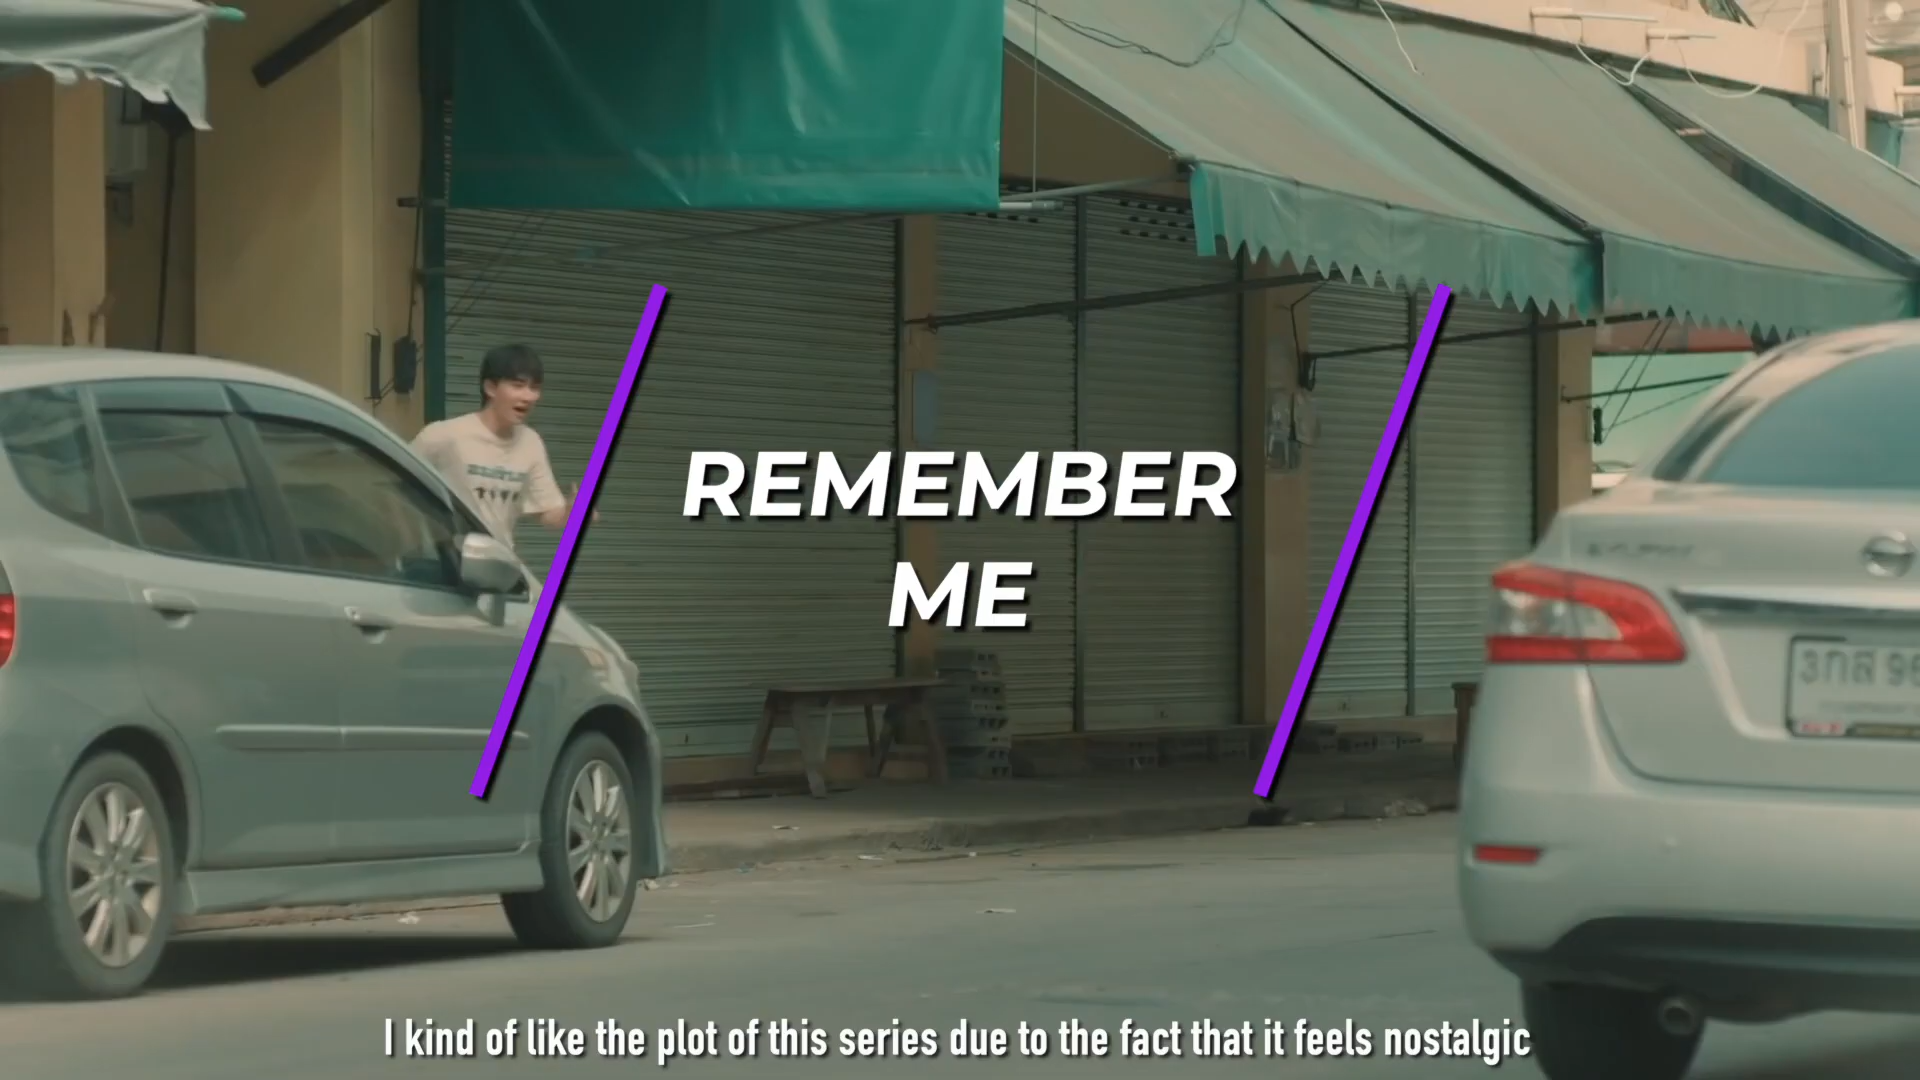 REMEMBER
ME
I kind of like the plot of this series due to the fact that it feels nostalgic